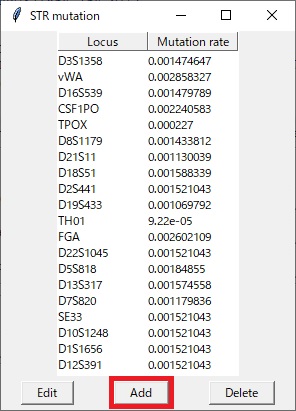 STR mutation
Locus Mutation rate
D3S1358 0.001474647
vWA 0.002858327
D16S539 0.001479789
CSF1PO 0.002240583
TPOX 0.000227
D8S1179 0.001433812
D21S11 0.001130039
D18S51 0.001588339
D2S441 0.001521043
D19S433 0.001069792
TH01 9.22e-05
FGA 0.002602109
D22S1045 0.001521043
D5S818 0.00184855
D13S317 0.001574558
D7S820 0.001179836
SE33 0.001521043
D10S1248 0.001521043
D1S1656 0.001521043
D12S391 0.001521043
Edit Add Delete